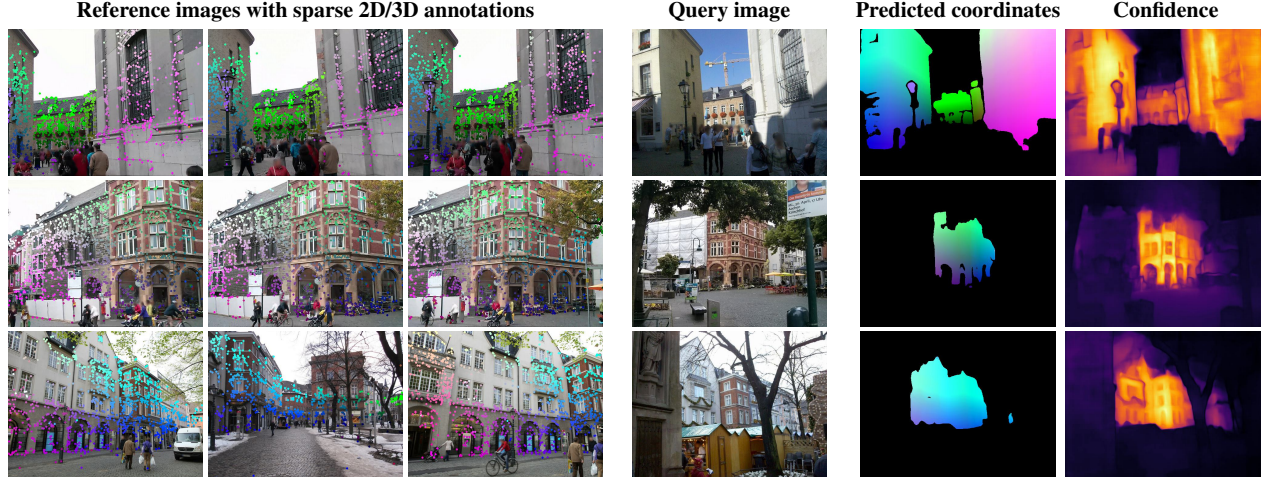 Reference images with sparse 2D/3D annotations
Query image
Predicted coordinates
Confidence